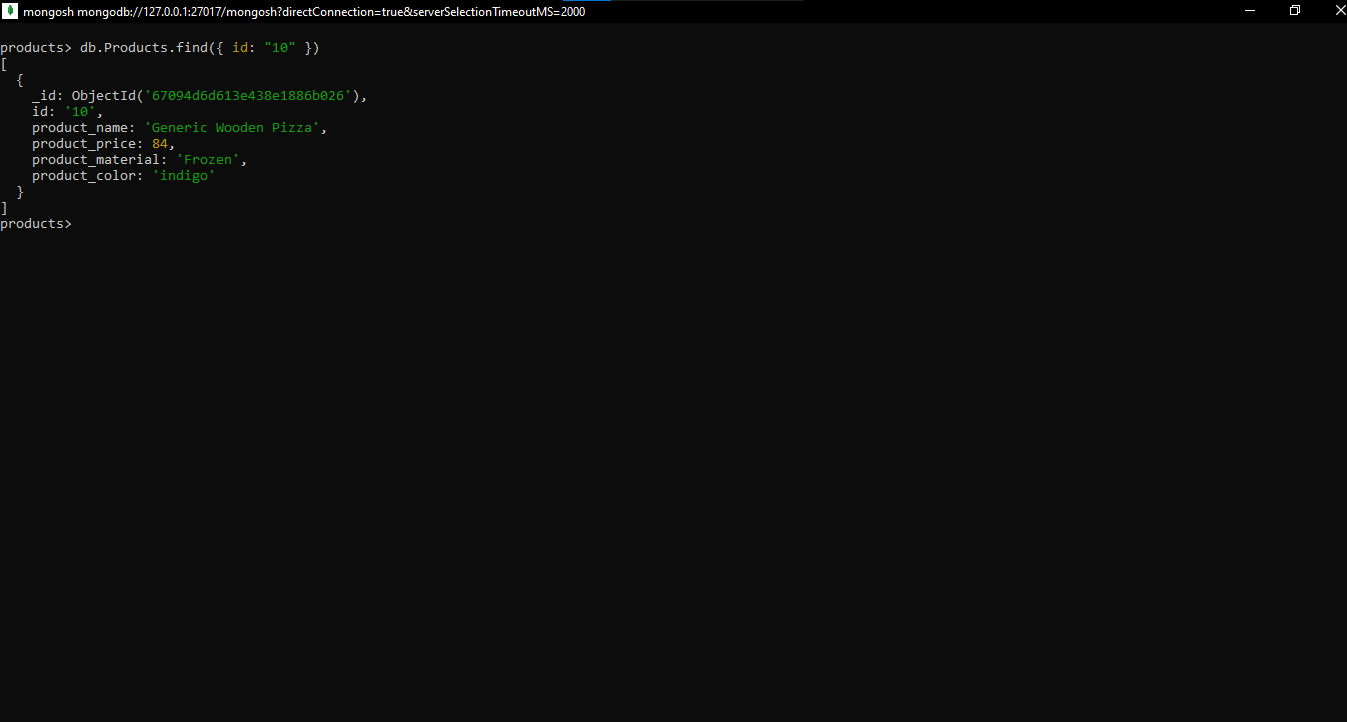 mongosh mongodb://127.0.0.1:27017/mongosh?directConnection=true&serverSelectionTimeoutMS=2000
products> db.Products.find({ id: "10" })
[
  {
    _id: ObjectId('67094d6d613e438e1886b026'),
    id: '10',
    product_name: 'Generic Wooden Pizza',
    product_price: 84,
    product_material: 'Frozen',
    product_color: 'indigo'
  }
]
products>